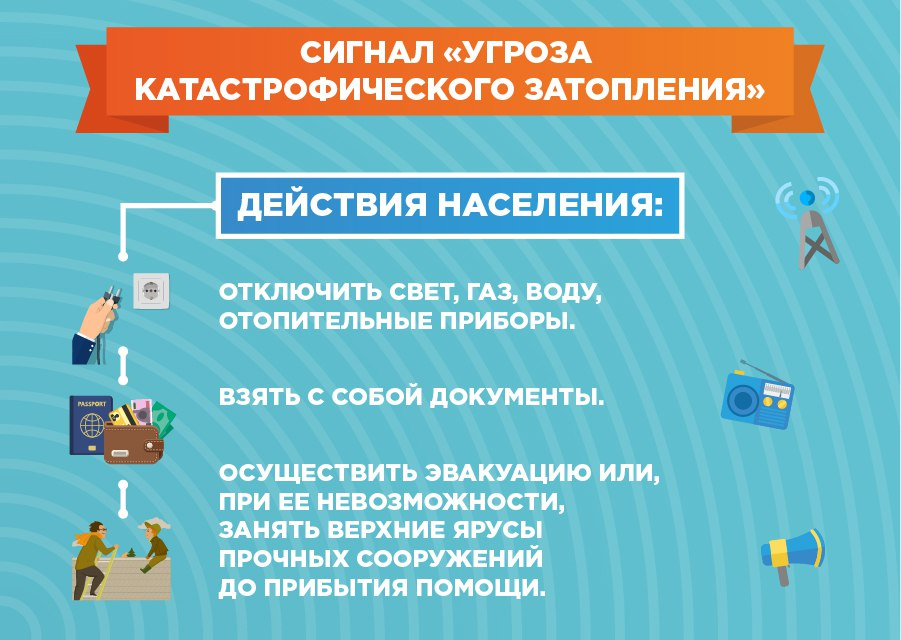 СИГНАЛ «УГРОЗА
КАТАСТРОФИЧЕСКОГО ЗАТОПЛЕНИЯ»
ДЕЙСТВИЯ НАСЕЛЕНИЯ:
ОТКЛЮЧИТЬ СВЕТ, ГАЗ, ВОДУ,
ОТОПИТЕЛЬНЫЕ ПРИБОРЫ.
PASSPORT
ВЗЯТЬ С СОБОЙ ДОКУМЕНТЫ.
ОСУЩЕСТВИТЬ ЭВАКУАЦИЮ ИЛИ,
ПРИ ЕЕ НЕВОЗМОЖНОСТИ,
ЗАНЯТЬ ВЕРХНИЕ ЯРУСЫ
ПРОЧНЫХ СООРУЖЕНИЙ
ДО ПРИБЫТИЯ ПОМОЩИ.